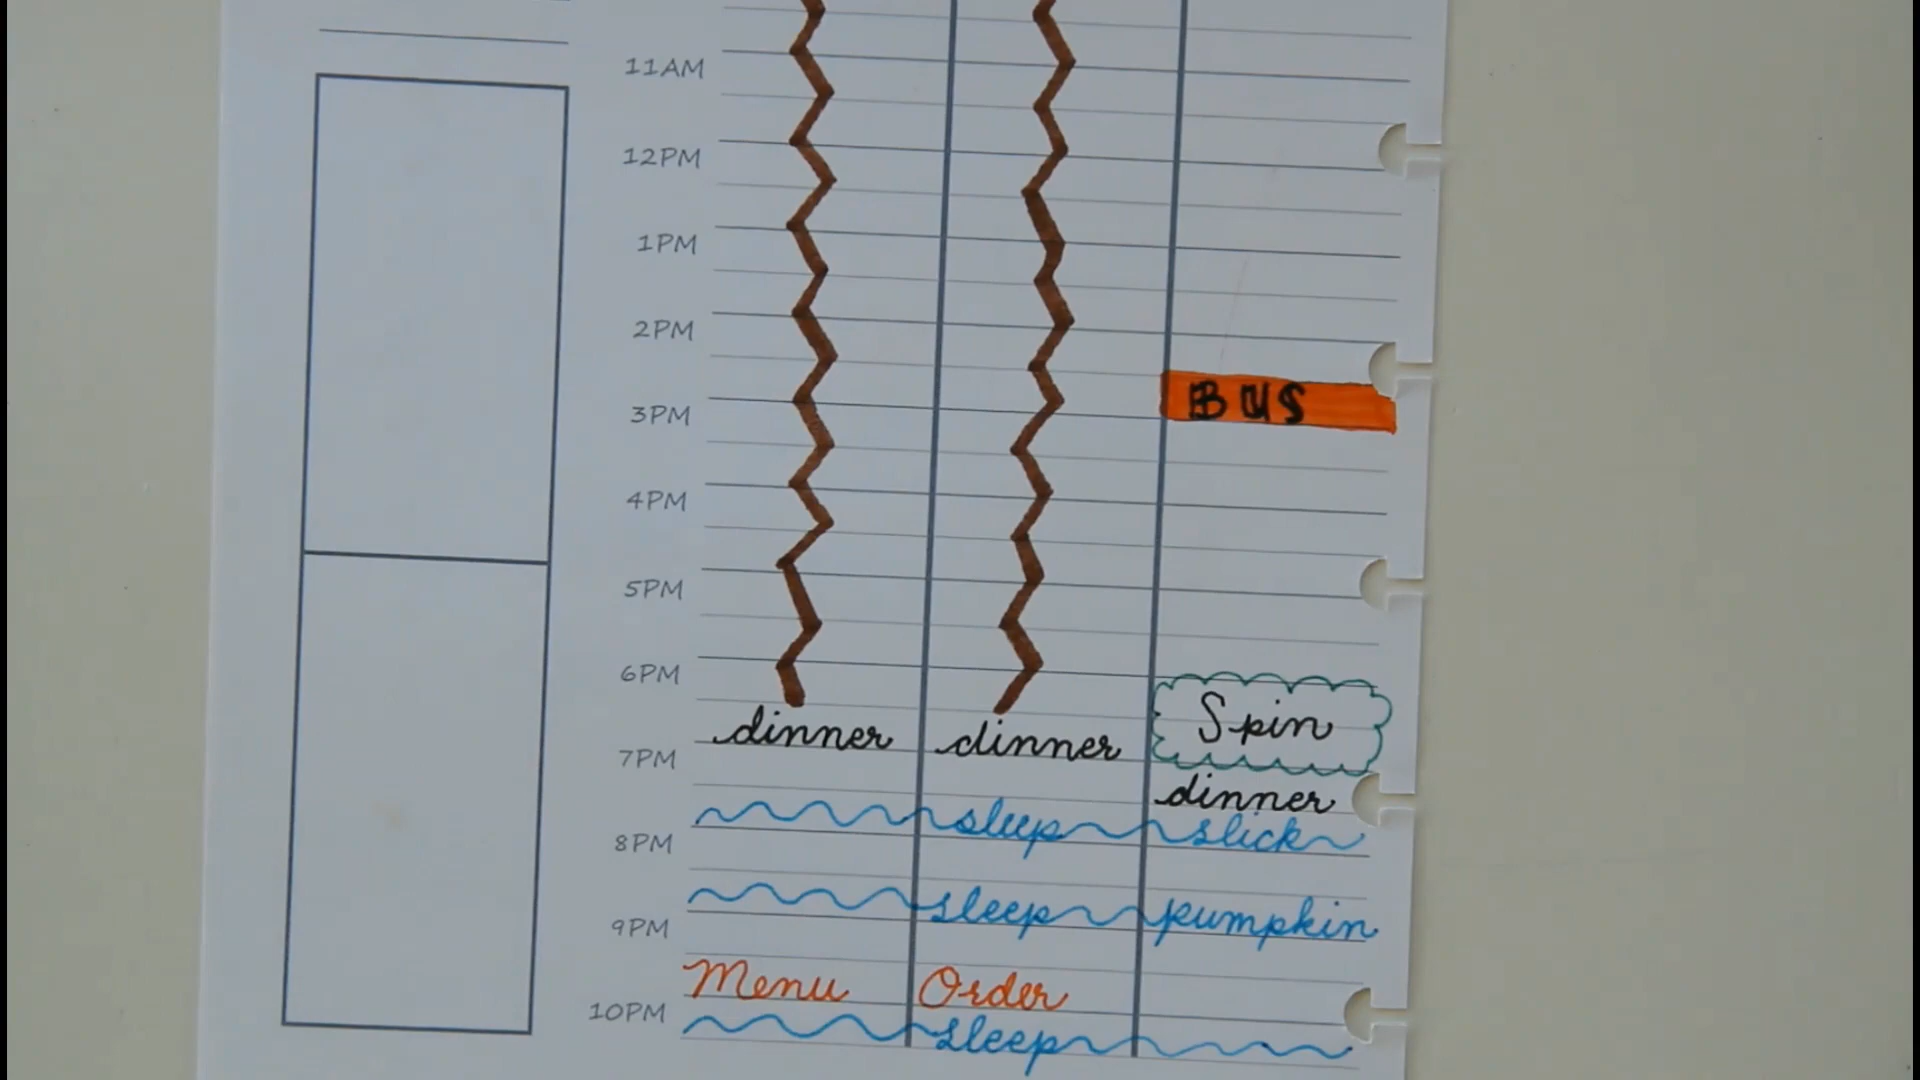 11AM
12PM
1PM
2PM
BUS
3PM
4PM
5PM
6PM
Spin
dinner dinner
7PM
dinner
sleep slick
8PM
sleep pumpkin
9PM
Menu Order
10PM
sleep